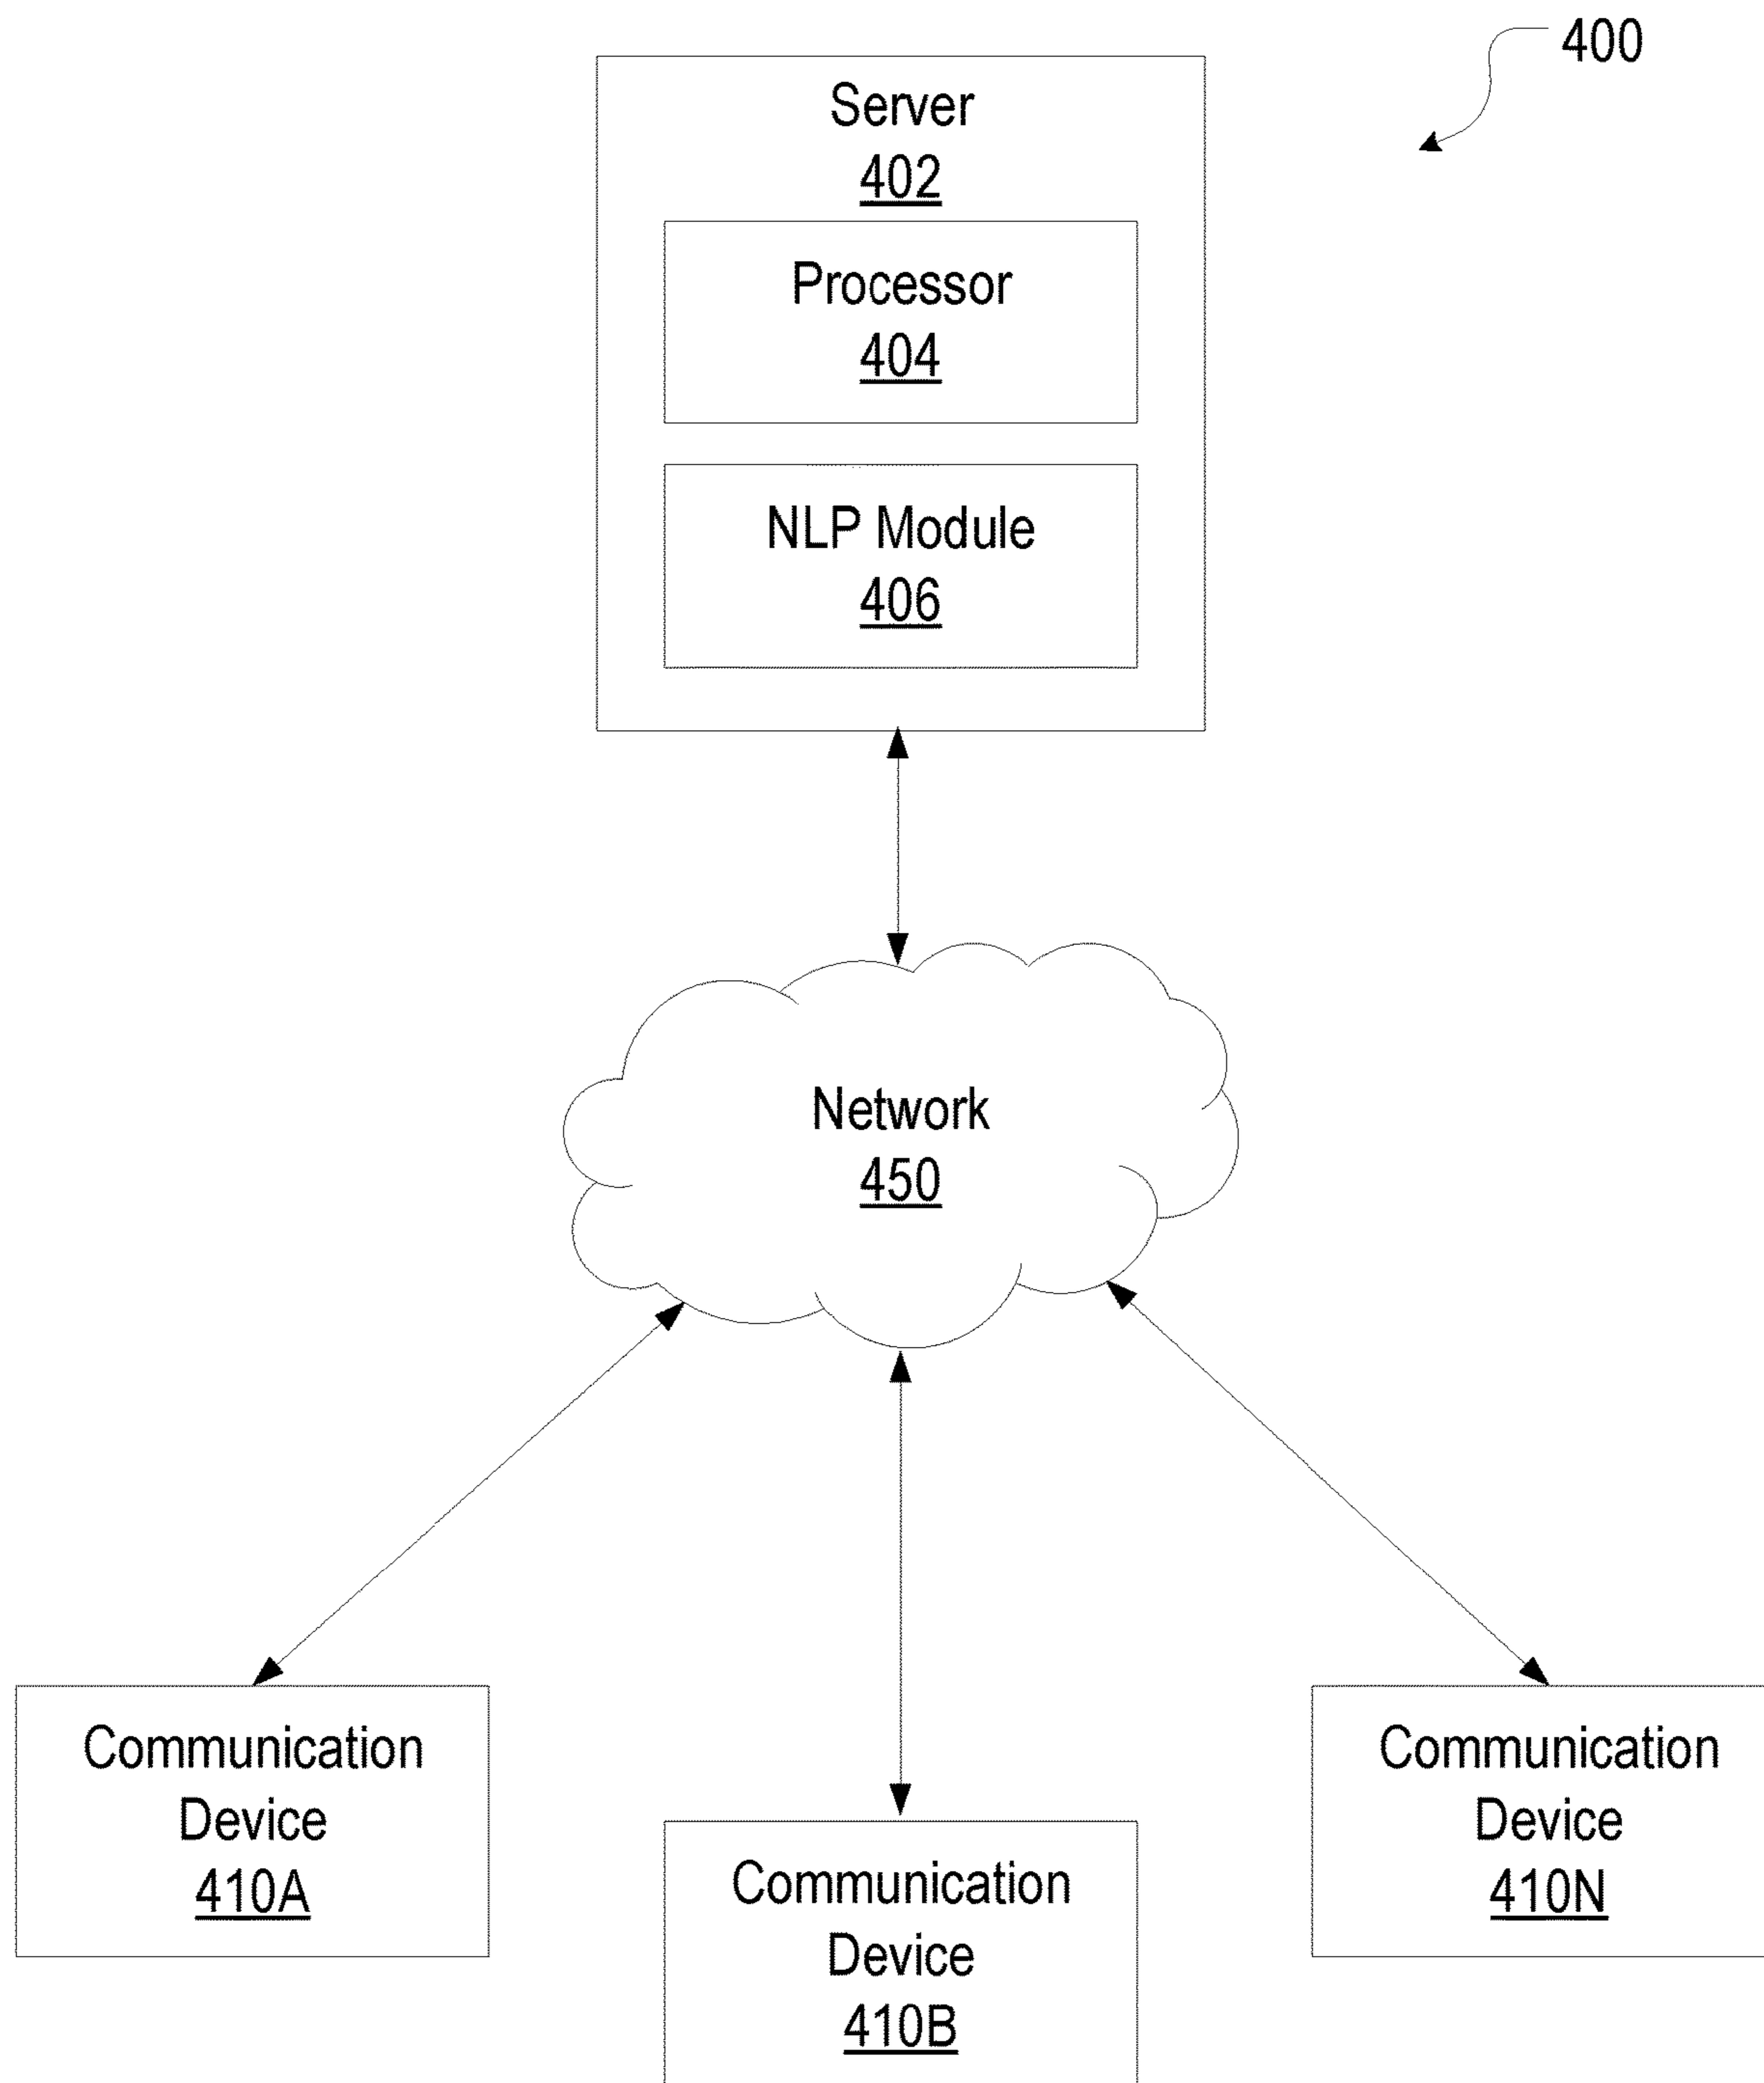 400
Server
402
Processor
404
NLP Module
406
Network
450
Communication
Device
410A
Communication
Device
410B
Communication
Device
410N